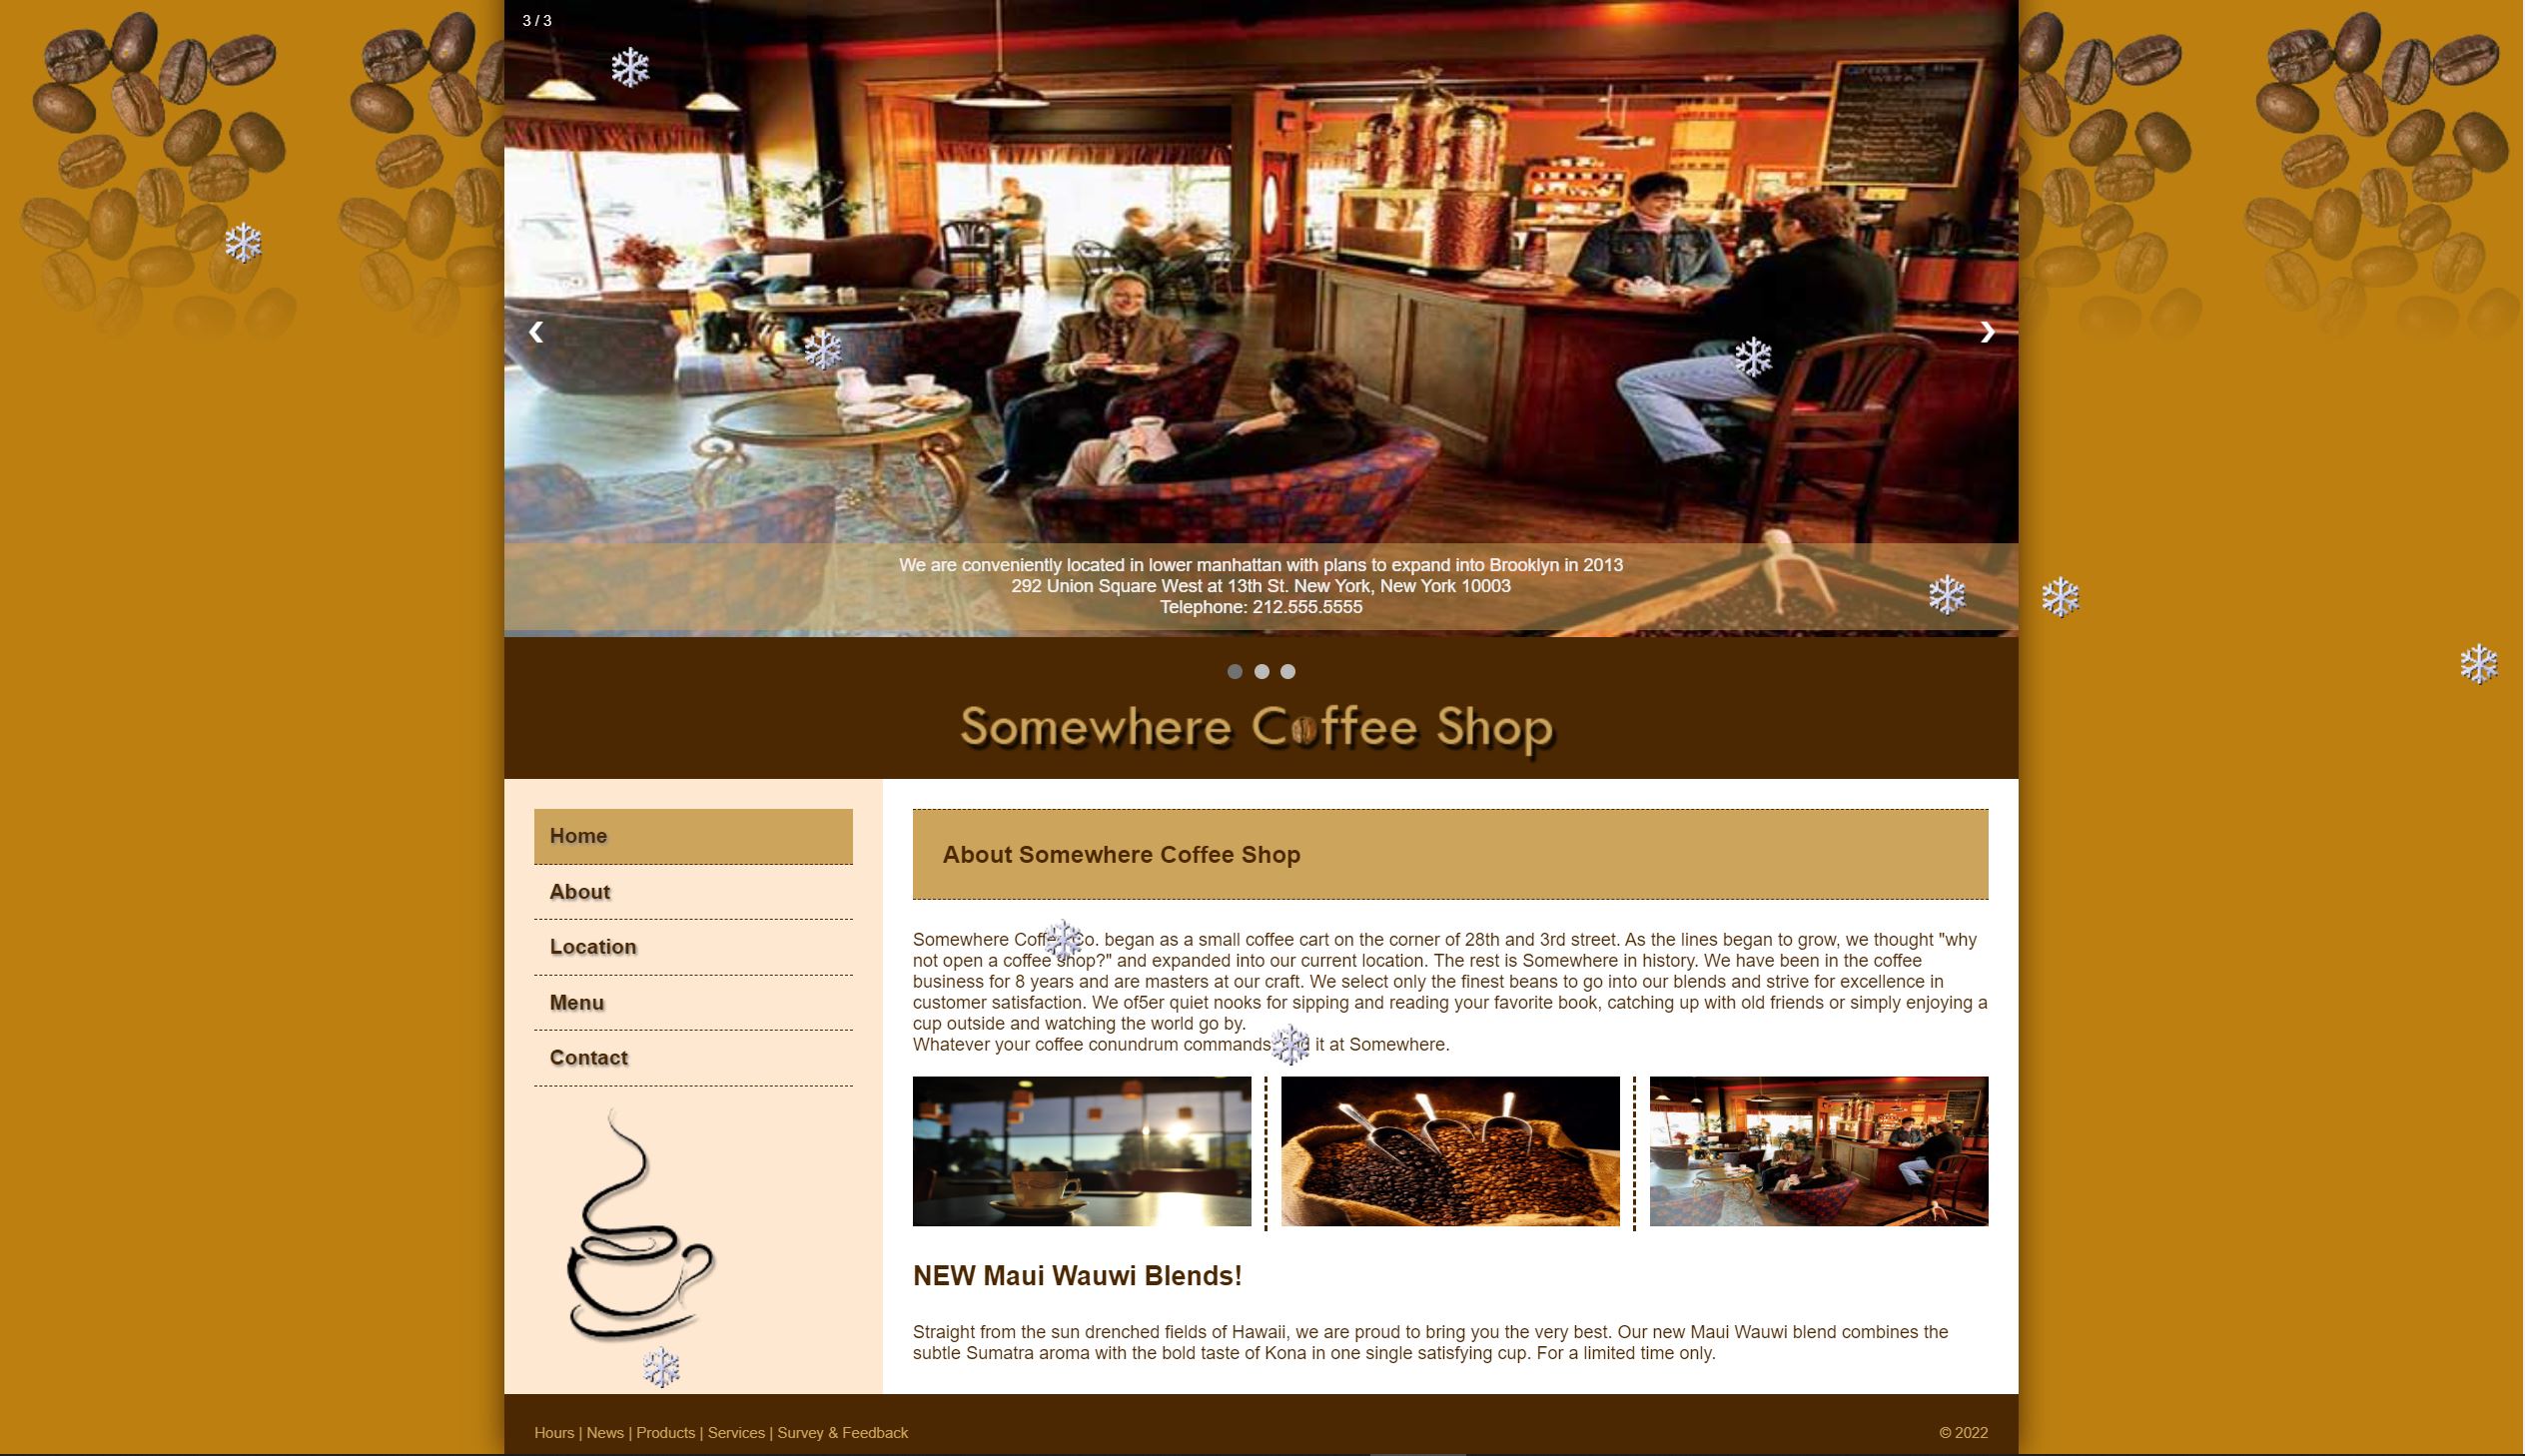 3 / 3
❮
❯
We are conveniently located in lower manhattan with plans to expand into Brooklyn in 2013
292 Union Square West at 13th St. New York, New York 10003
Telephone: 212.555.5555
Somewhere Coffee Shop
Home
About
Location
Menu
Contact
About Somewhere Coffee Shop
Somewhere Coffee Co. began as a small coffee cart on the corner of 28th and 3rd street. As the lines began to grow, we thought "why
not open a coffee shop?" and expanded into our current location. The rest is Somewhere in history. We have been in the coffee
business for 8 years and are masters at our craft. We select only the finest beans to go into our blends and strive for excellence in
customer satisfaction. We of5er quiet nooks for sipping and reading your favorite book, catching up with old friends or simply enjoying a
cup outside and watching the world go by.
Whatever your coffee conundrum commands, find it at Somewhere.
NEW Maui Wauwi Blends!
Straight from the sun drenched fields of Hawaii, we are proud to bring you the very best. Our new Maui Wauwi blend combines the
subtle Sumatra aroma with the bold taste of Kona in one single satisfying cup. For a limited time only.
Hours | News | Products | Services | Survey & Feedback
© 2022